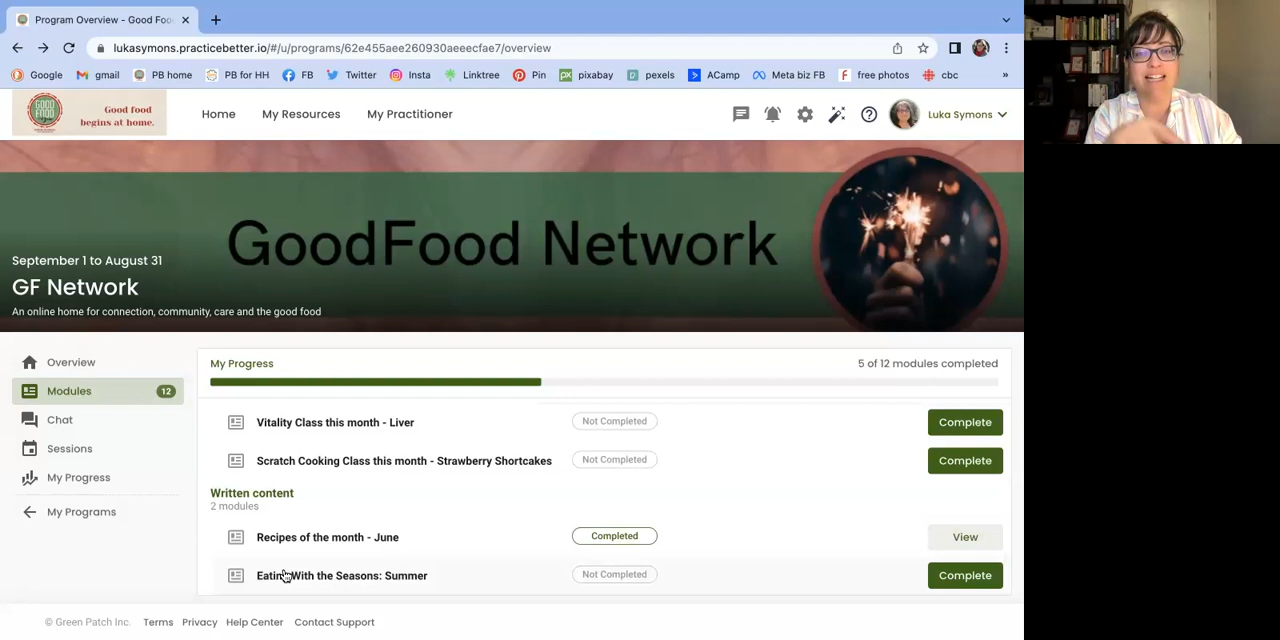 Program Overview - Good Foo
lukasymons.practicebetter.io/#/u/programs/62e455aee260930aeeecfae7/overview
Google gmail PB home PB for HH FB Twitter Insta Linktree Pin pixabay pexels ACamp Meta biz FB free photos cbc »
GOOD FOOD
Good food
begins at home.
Home My Resources My Practitioner Luka Symons
GoodFood Network
September 1 to August 31
GF Network
An online home for connection, community, care and the good food
Overview
Modules 12
Chat
Sessions
My Progress
My Programs
My Progress 5 of 12 modules completed
Vitality Class this month - Liver Not Completed Complete
Scratch Cooking Class this month - Strawberry Shortcakes Not Completed Complete
Written content
2 modules
Recipes of the month - June Completed View
Eating With the Seasons: Summer Not Completed Complete
© Green Patch Inc. Terms Privacy Help Center Contact Support